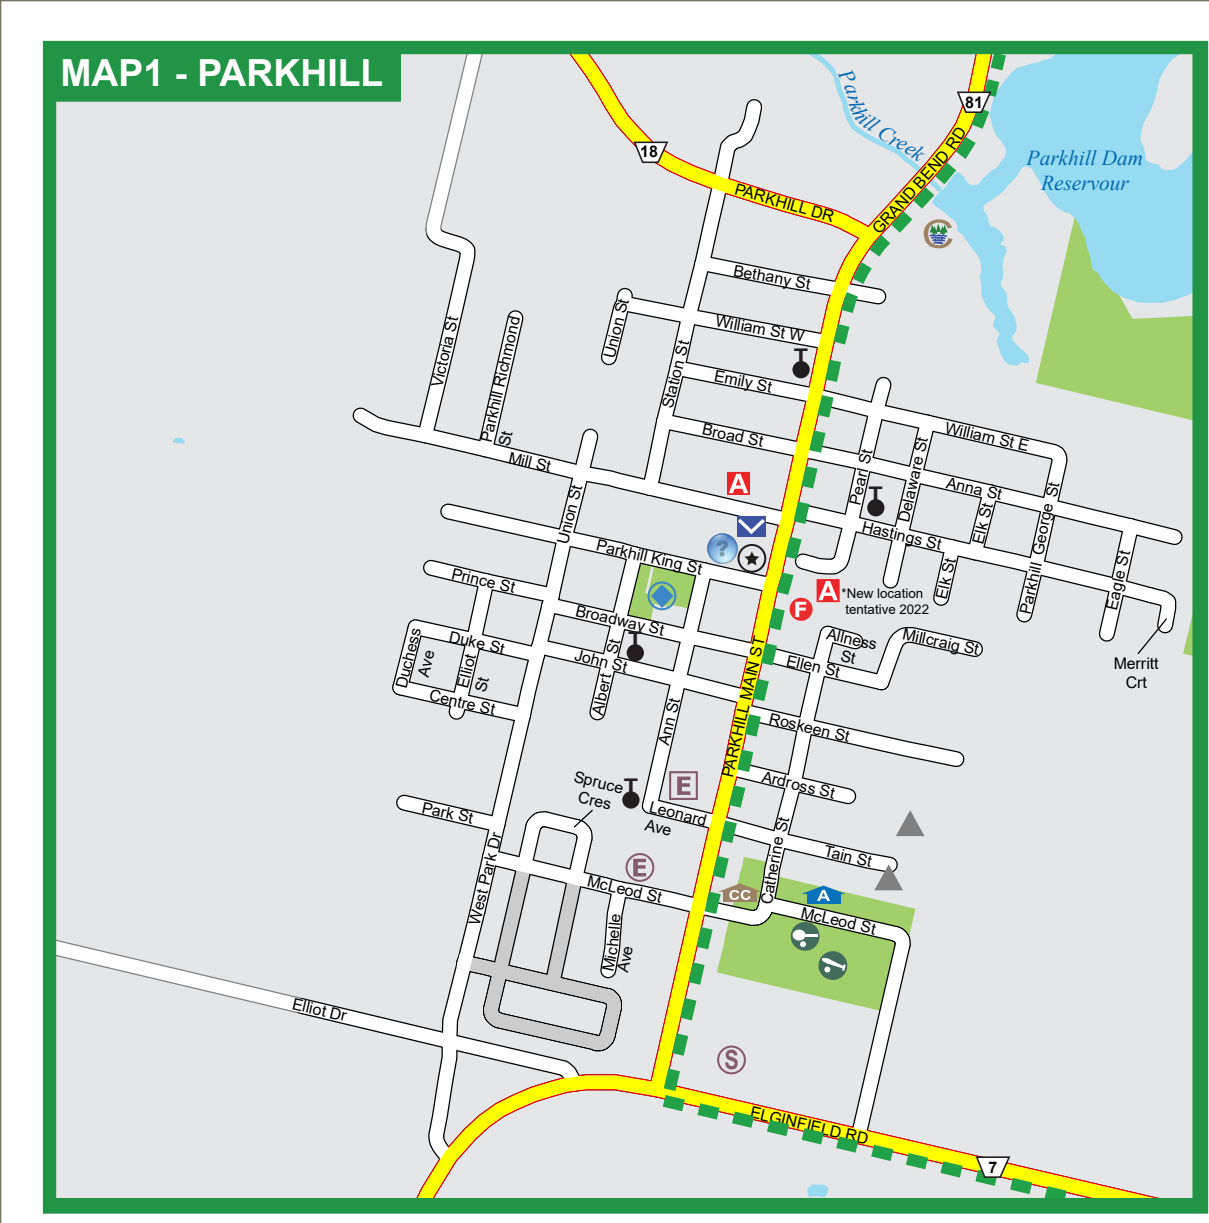 MAP1 - PARKHILL
81
Parkhill Creek
GRAND BEND RD
Parkhill Dam
Reservour
18
PARKHILL DR
Bethany St
Union St
William St W
Victoria St
Parkhill Richmond
St
Station St
Emily St
Broad St
William St E
Mill St
A
Pearl St
Delaware St
Anna St
Elk St
Parkhill George St
Union St
Hastings St
?
Parkhill King St
Eagle St
Elk St
Prince St
A
*New location
tentative 2022
F
Broadway St
Allness
St
Millcraig St
Duchess
Ave
Duke St
Elliot
St
John St
Albert St
Ellen St
Merritt
Crt
Centre St
PARKHILL MAIN ST
Ann St
Roskeen St
Spruce
Cres
E
Ardross St
Park St
Leonard
Ave
Catherine St
Tain St
E
West Park Dr
McLeod St
CC
A
McLeod St
Michelle
Ave
Elliot Dr
S
ELGINFIELD RD
7